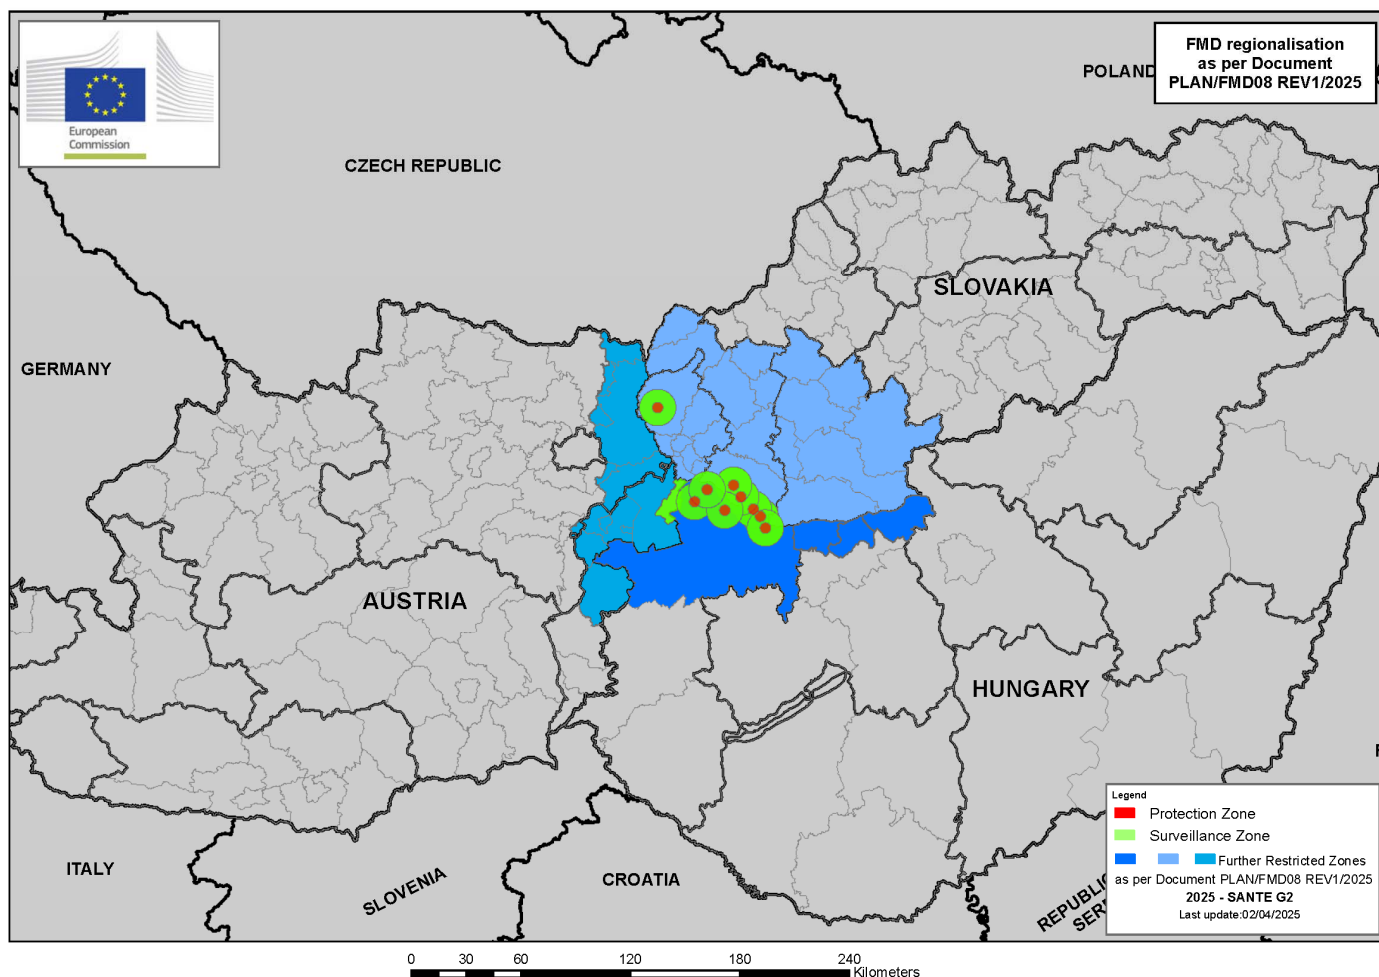 European
Commission
FMD regionalisation
as per Document
PLAN/FMD08 REV1/2025
POLAND
CZECH REPUBLIC
SLOVAKIA
GERMANY
AUSTRIA
HUNGARY
ITALY
SLOVENIA
CROATIA
Legend
Protection Zone
Surveillance Zone
Further Restricted Zones
as per Document PLAN/FMD08 REV1/2025
2025 - SANTE G2
Last update:02/04/2025
0 30 60 120 180 240
Kilometers